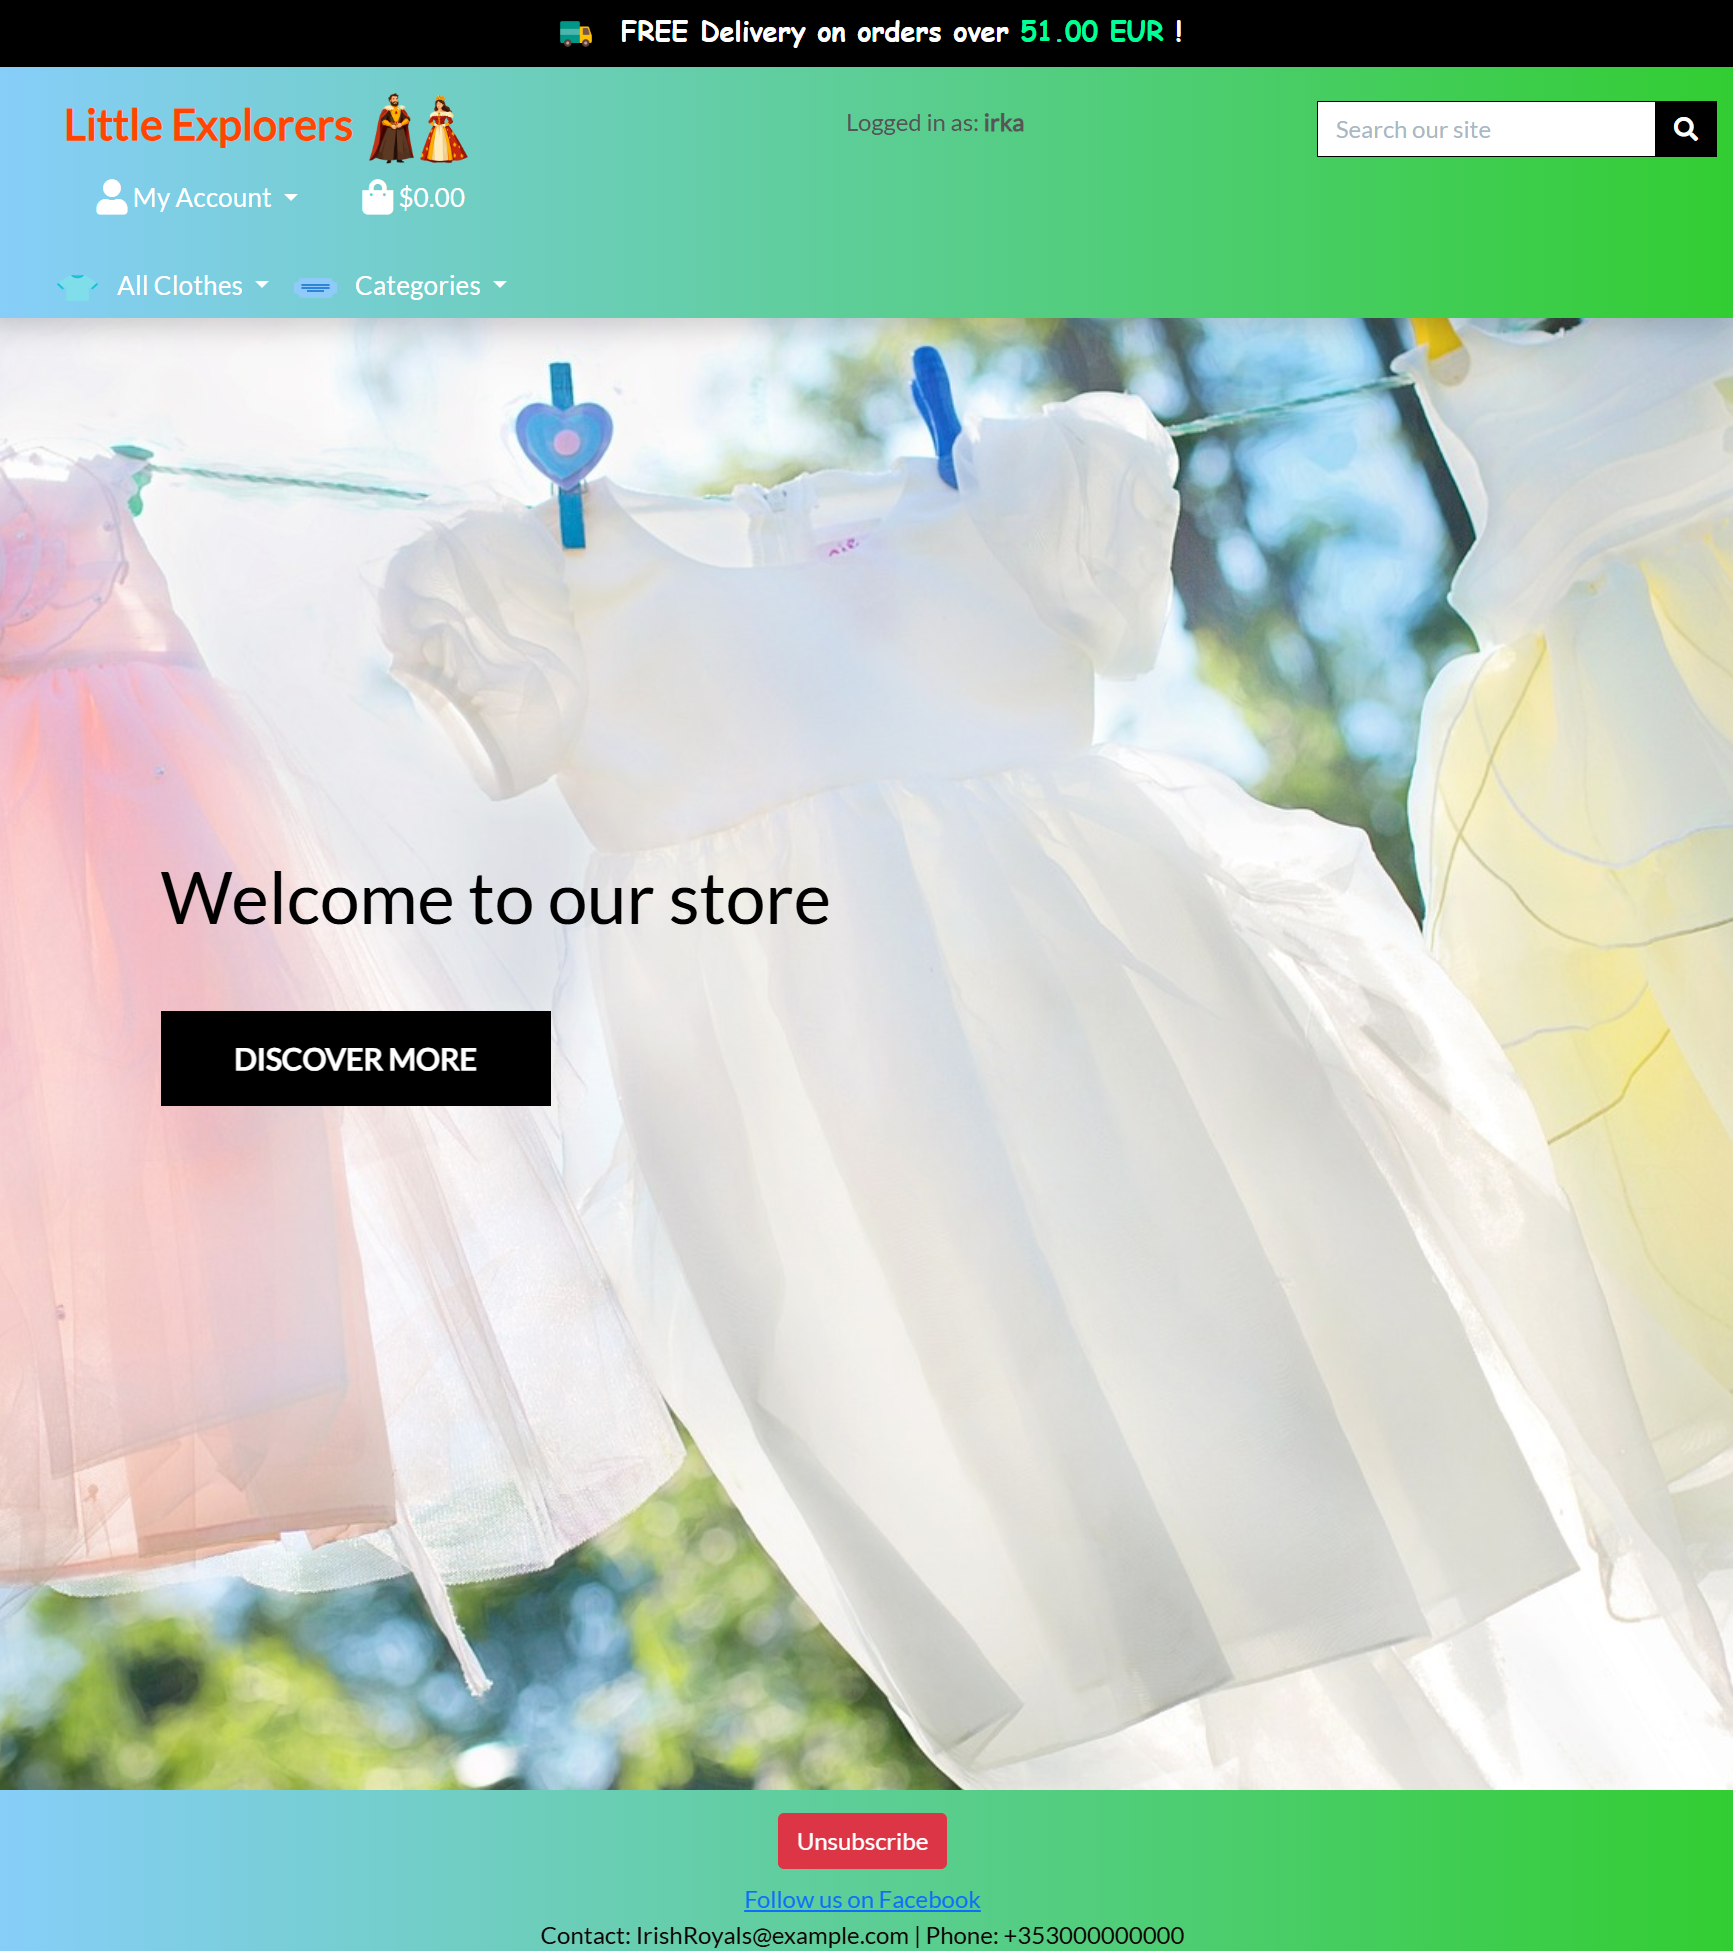 FREE Delivery on orders over 51.00 EUR !
Little Explorers
Logged in as: irka
Search our site
My Account
$0.00
All Clothes
Categories
Welcome to our store
DISCOVER MORE
Unsubscribe
Follow us on Facebook
Contact: IrishRoyals@example.com | Phone: +353000000000